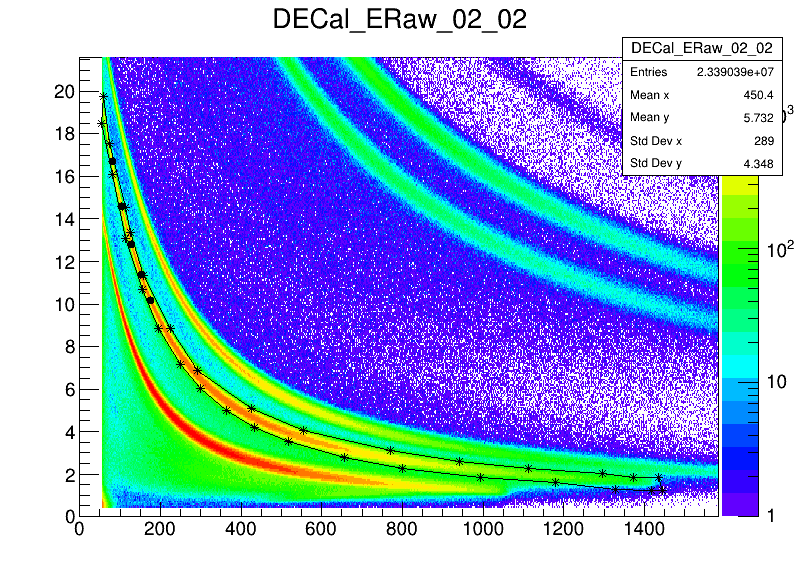 DECal_ERaw_02_02
DECal_ERaw_02_02
Entries 2.339039e+07
Mean x 450.4
Mean y 5.732
Std Dev x 289
Std Dev y 4.348
20
18
16
14
12
10
8
6
4
2
0
0 200 400 600 800 1000 1200 1400
3
10²
10
1